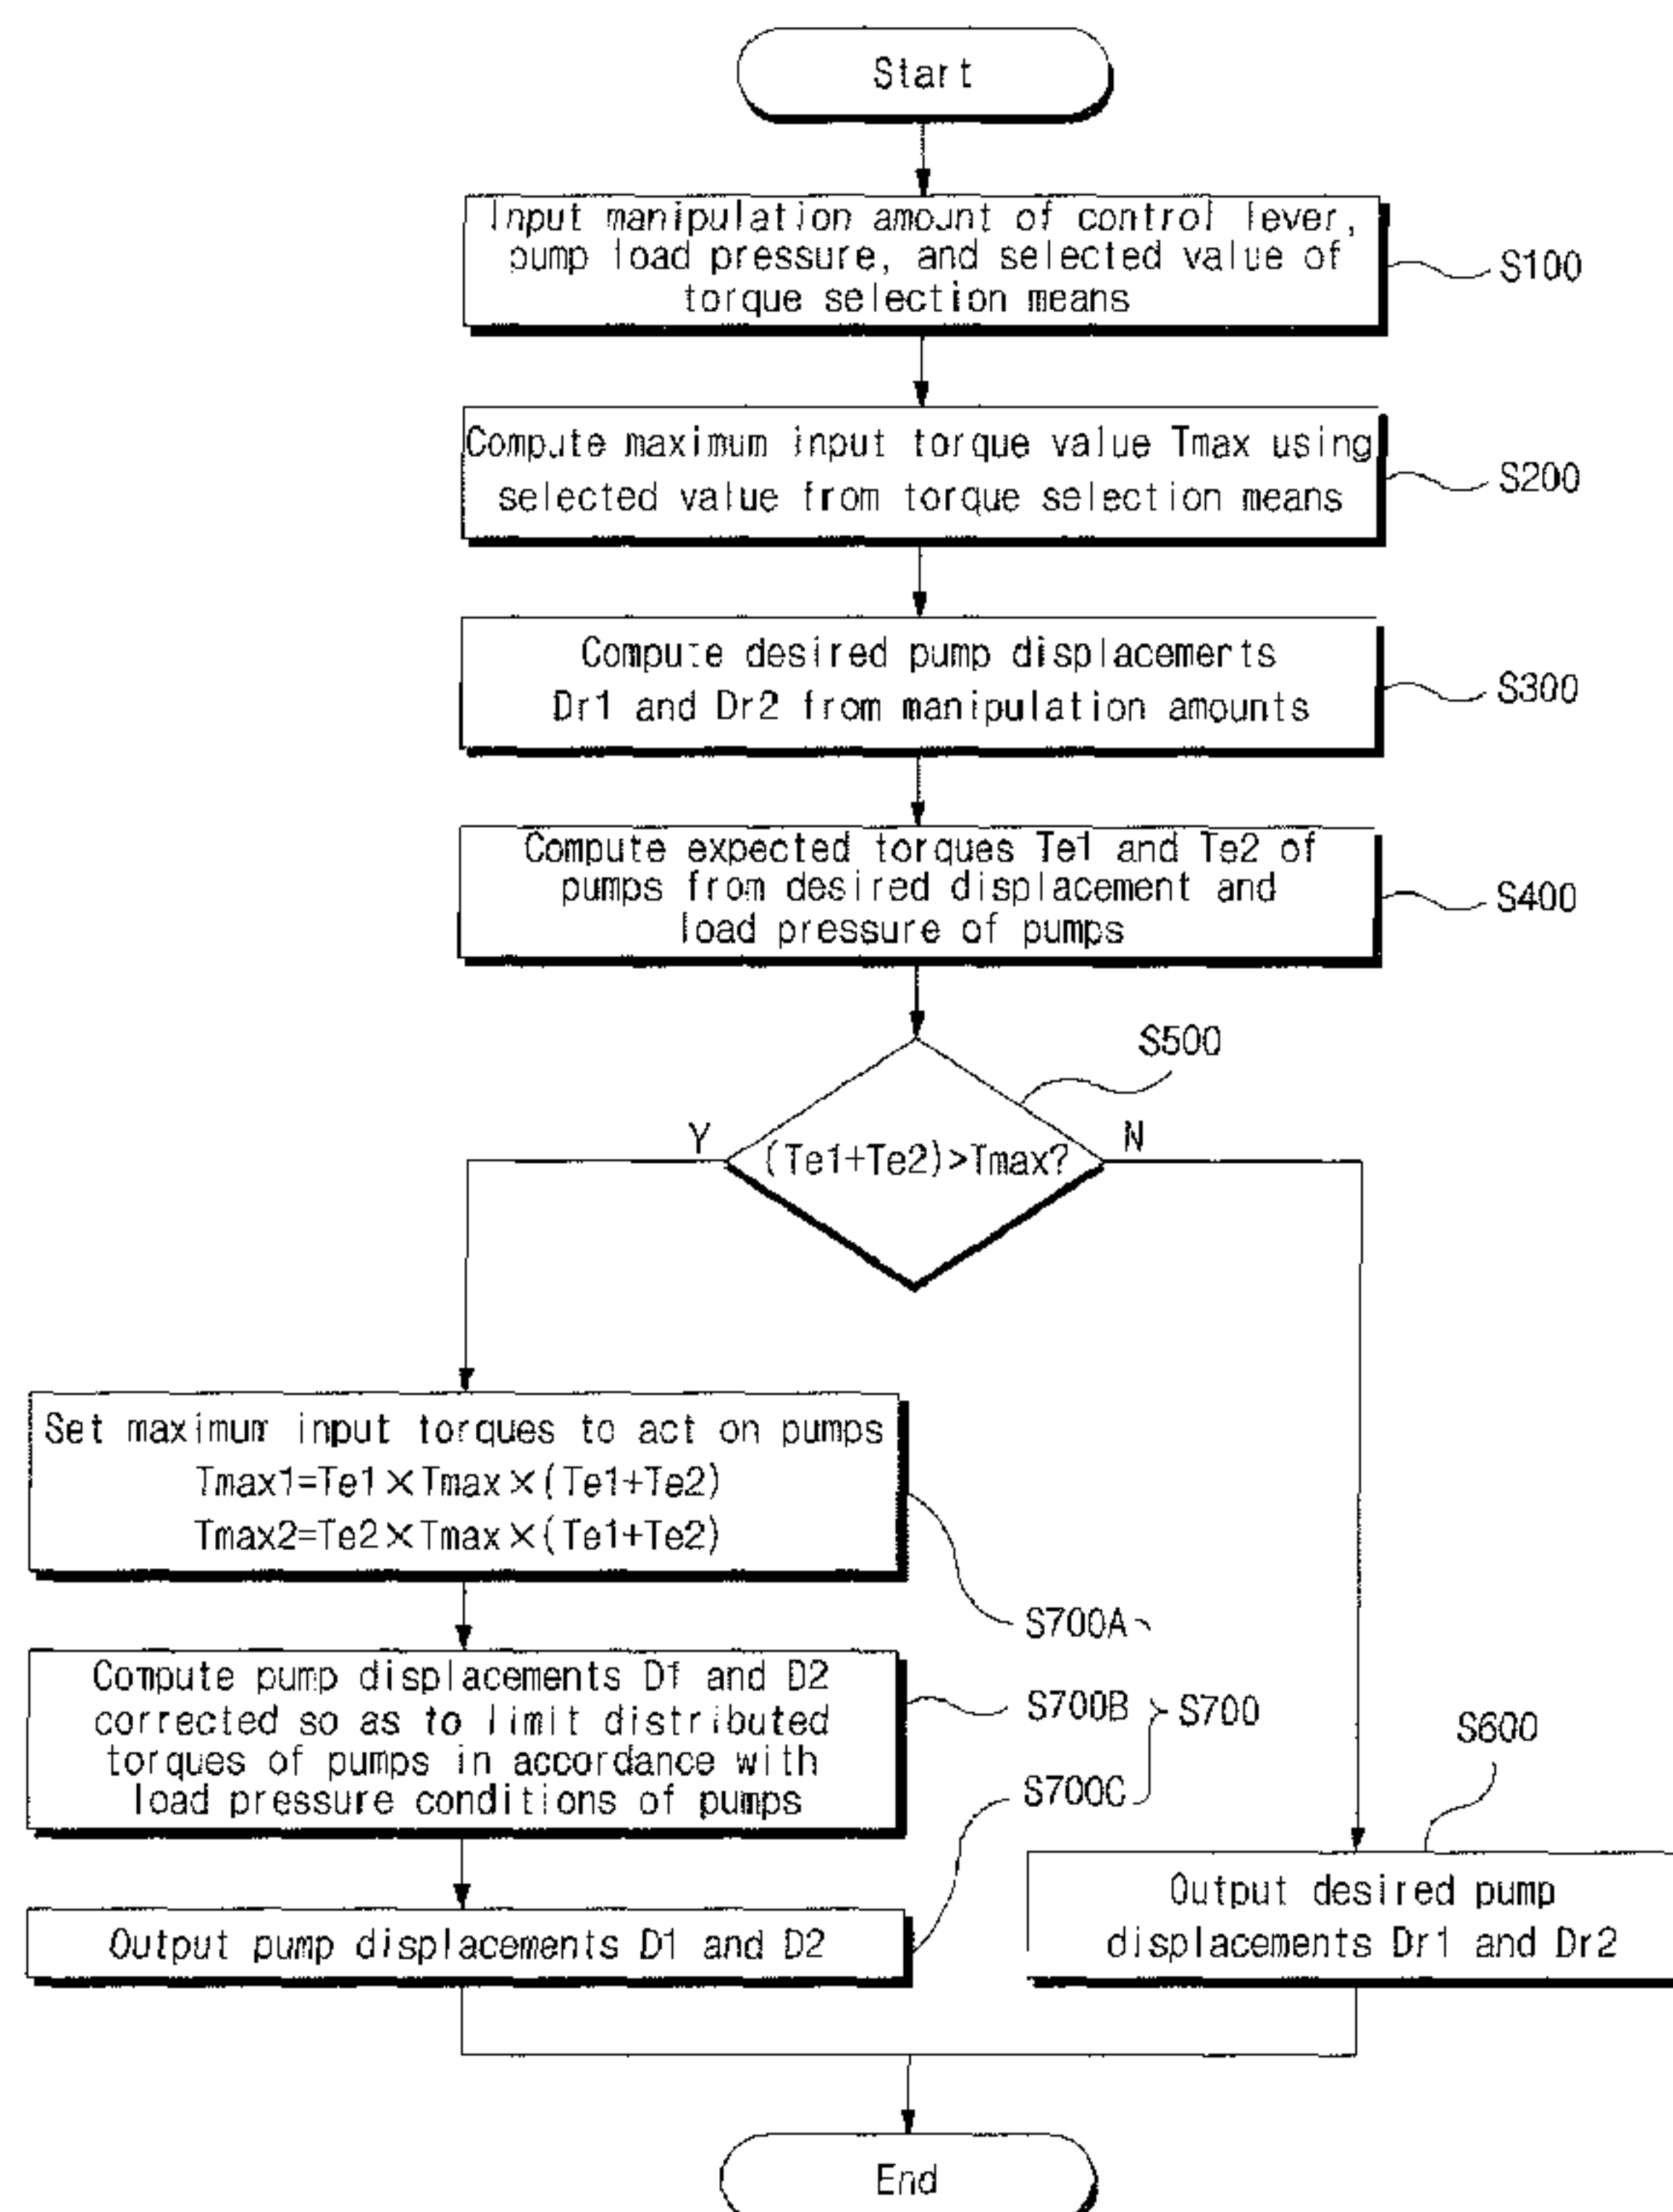 Start
Input manipulation amount of control lever,
pump load pressure, and selected value of
torque selection means
S100
Compute maximum input torque value Tmax using
selected value from torque selection means
S200
Compute desired pump displacements
Dr1 and Dr2 from manipulation amounts
S300
Compute expected torques Te1 and Te2 of
pumps from desired displacement and
load pressure of pumps
S400
S500
Y
(Te1+Te2)>Tmax?
N
Set maximum input torques to act on pumps
Tmax1=Te1×Tmax×(Te1+Te2)
Tmax2=Te2×Tmax×(Te1+Te2)
S700A
Compute pump displacements D1 and D2
corrected so as to limit distributed
torques of pumps in accordance with
load pressure conditions of pumps
S700B
S700
S700C
S600
Output pump displacements D1 and D2
Output desired pump
displacements Dr1 and Dr2
End